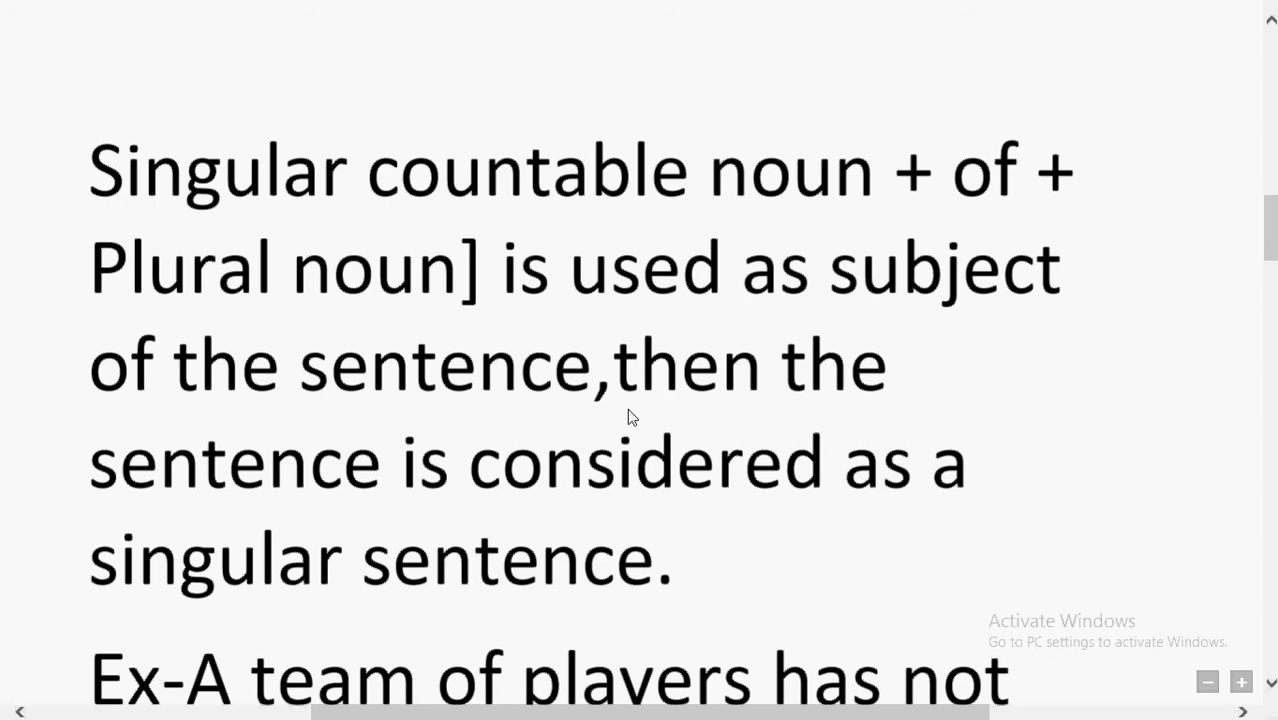 Singular countable noun + of +
Plural noun] is used as subject
of the sentence,then the
sentence is considered as a
singular sentence.
Ex-A team of players has not
Activate Windows
Go to PC settings to activate Windows.